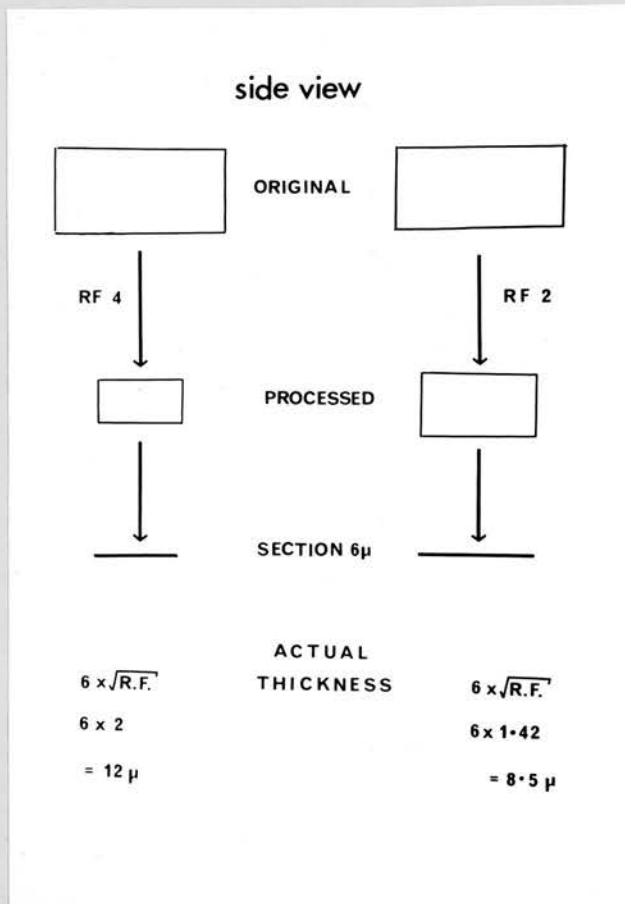 side view
ORIGINAL
RF 4
RF 2
PROCESSED
SECTION 6μ
ACTUAL
THICKNESS
6 x √R.F.
6 x 2
= 12 μ
6 x √R.F.
6 x 1·42
= 8·5 μ